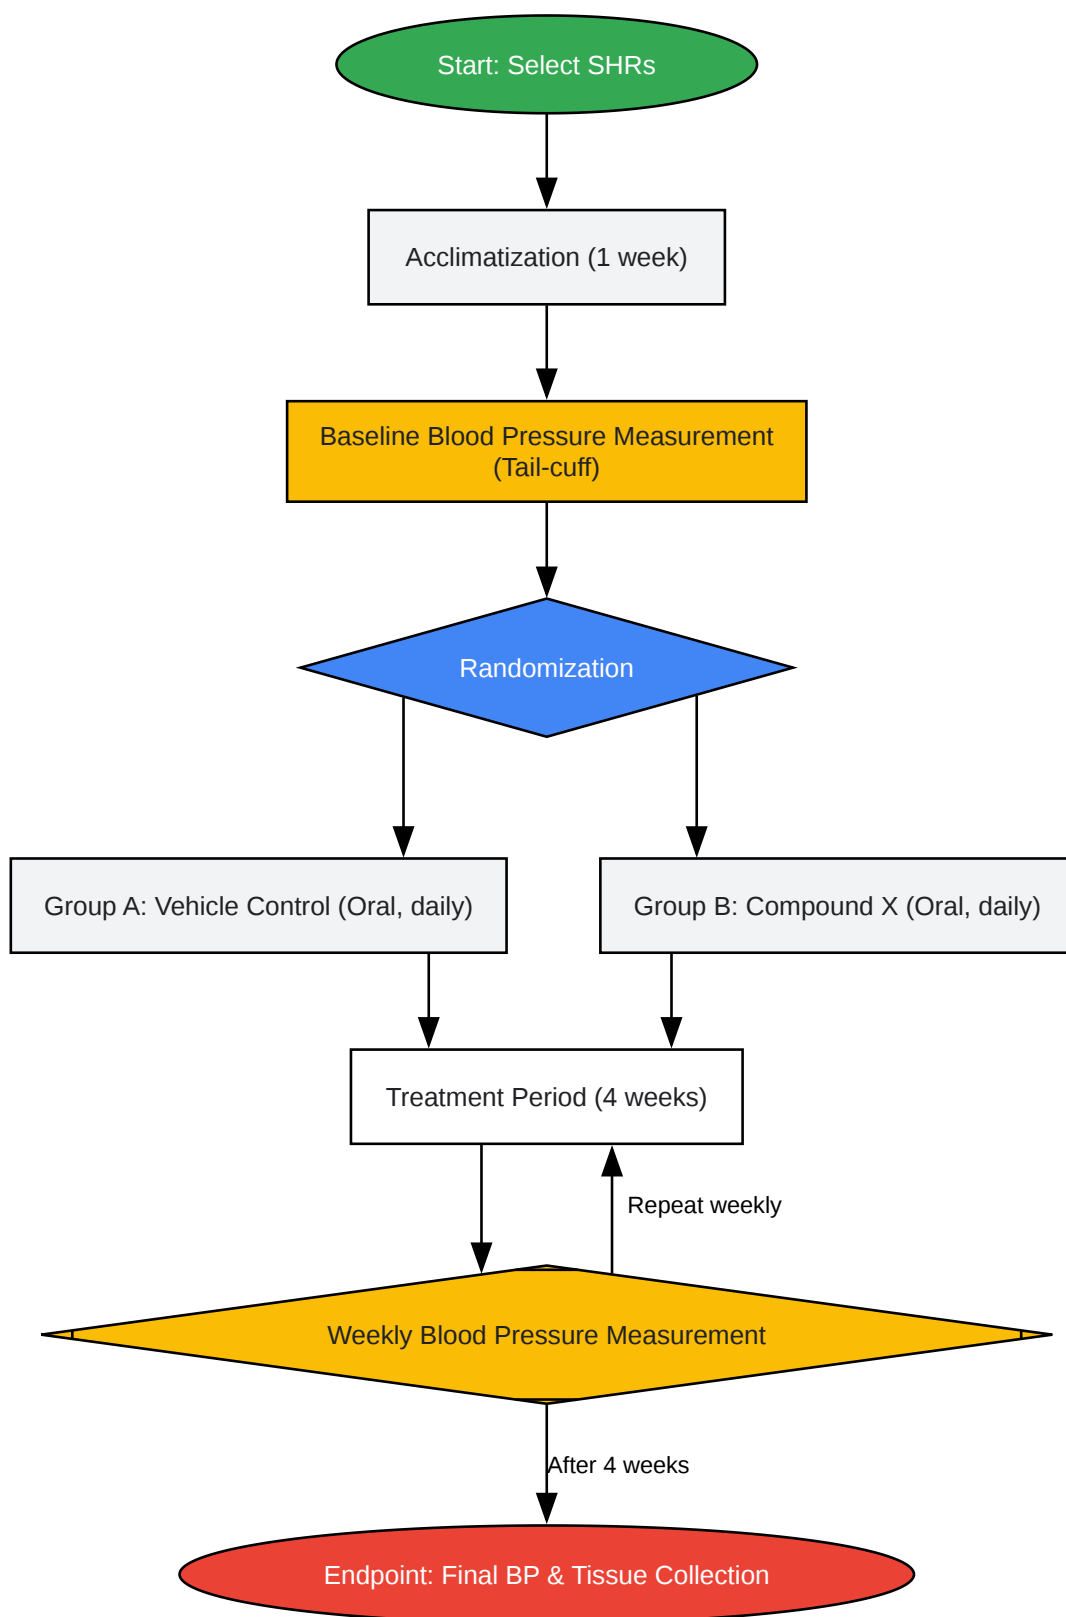 Start: Select SHRs
Acclimatization (1 week)
Baseline Blood Pressure Measurement
(Tail-cuff)
Randomization
Group A: Vehicle Control (Oral, daily)
Group B: Compound X (Oral, daily)
Treatment Period (4 weeks)
Repeat weekly
Weekly Blood Pressure Measurement
After 4 weeks
Endpoint: Final BP & Tissue Collection